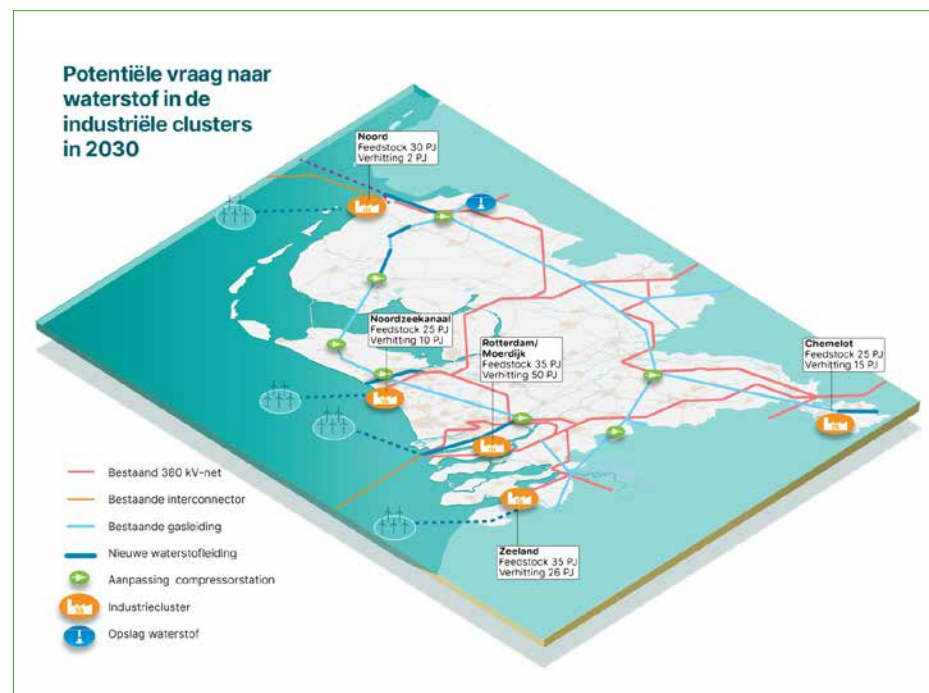 Potentiële vraag naar
waterstof in de
industriële clusters
in 2030
Noord
Feedstock 30 PJ
Verhitting 2 PJ
Noordzeekanaal
Feedstock 25 PJ
Verhitting 10 PJ
Rotterdam/
Moerdijk
Feedstock 35 PJ
Verhitting 50 PJ
Chemelot
Feedstock 25 PJ
Verhitting 15 PJ
Zeeland
Feedstock 35 PJ
Verhitting 26 PJ
Bestaand 380 kV-net
Bestaande interconnector
Bestaande gasleiding
Nieuwe waterstofleiding
Aanpassing compressorstation
Industriecluster
Opslag waterstof